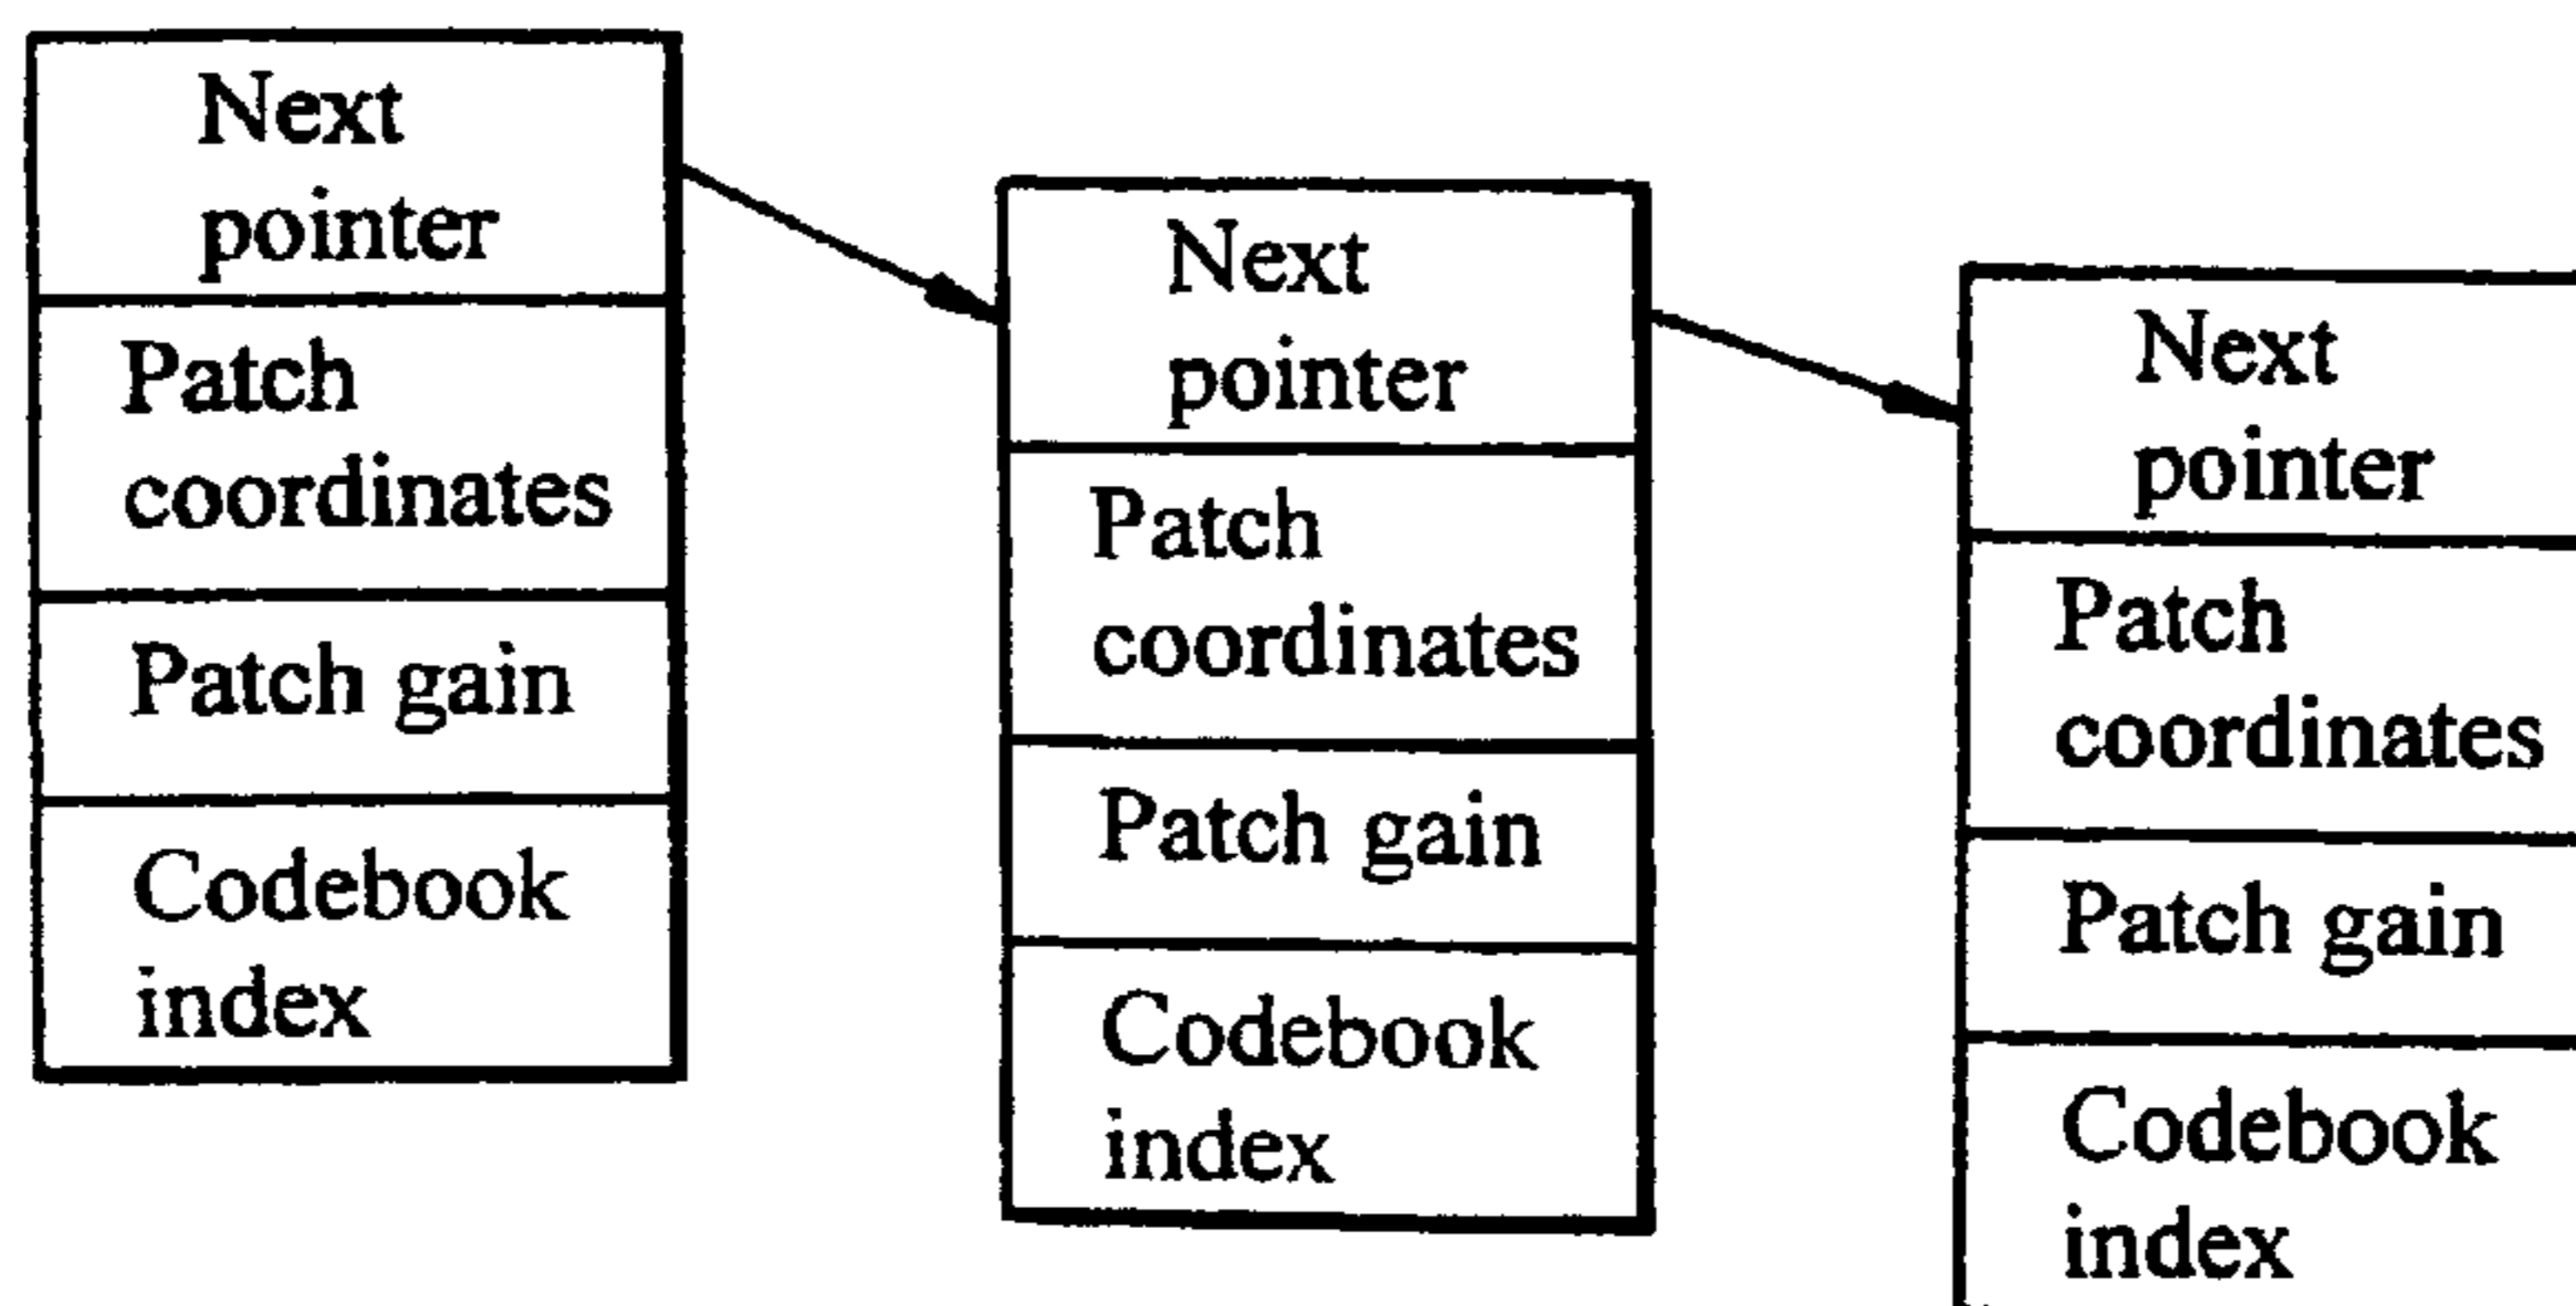 Next
pointer
Patch
coordinates
Patch gain
Codebook
index
Next
pointer
Patch
coordinates
Patch gain
Codebook
index
Next
pointer
Patch
coordinates
Patch gain
Codebook
index